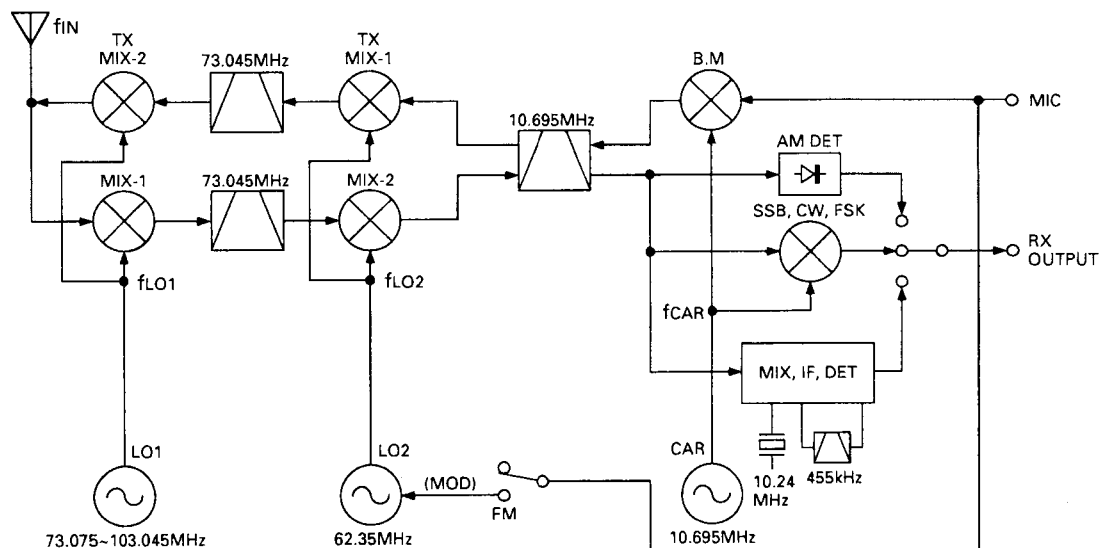 fIN
TX
MIX-2
73.045MHz
TX
MIX-1
B.M
MIC
10.695MHz
AM DET
MIX-1
73.045MHz
MIX-2
SSB, CW, FSK
RX
OUTPUT
fLO1
fLO2
fCAR
MIX, IF, DET
LO1
LO2
CAR
(MOD)
FM
10.24
MHz
455kHz
73.075~103.045MHz
62.35MHz
10.695MHz